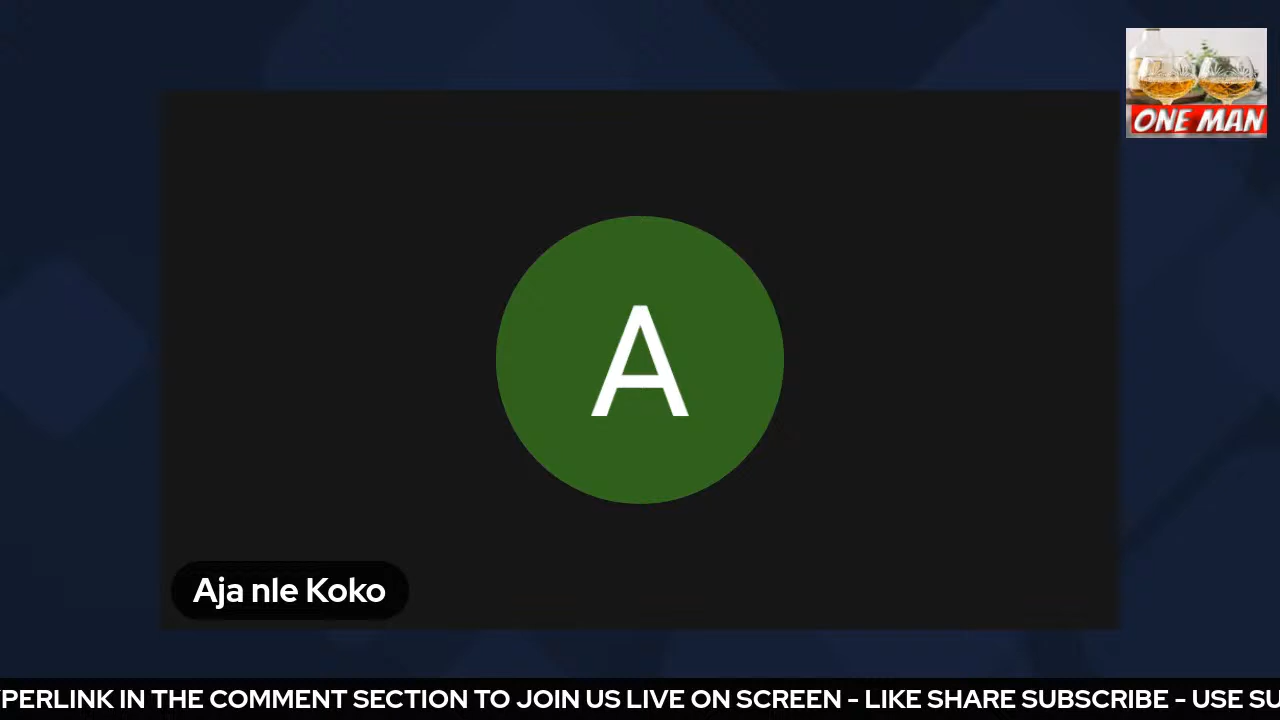 ONE MAN
A
Aja nle Koko
PERLINK IN THE COMMENT SECTION TO JOIN US LIVE ON SCREEN - LIKE SHARE SUBSCRIBE - USE SU